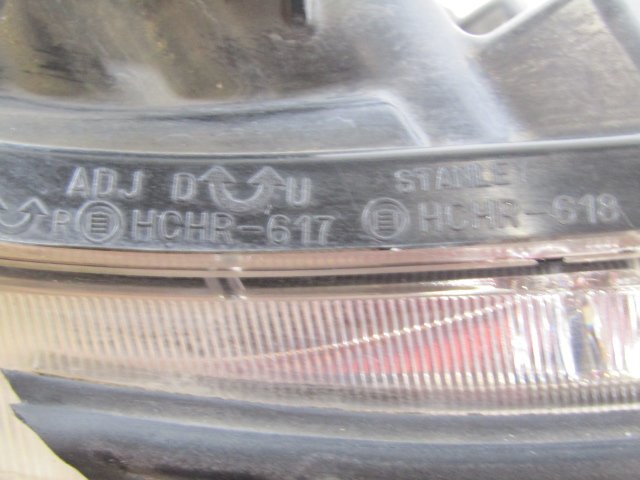 ADJ D U STANLEY
R HCHR-617 HCHR-618